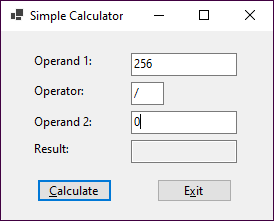 Simple Calculator
Operand 1: 256
Operator: /
Operand 2: 0
Result:
Calculate Exit